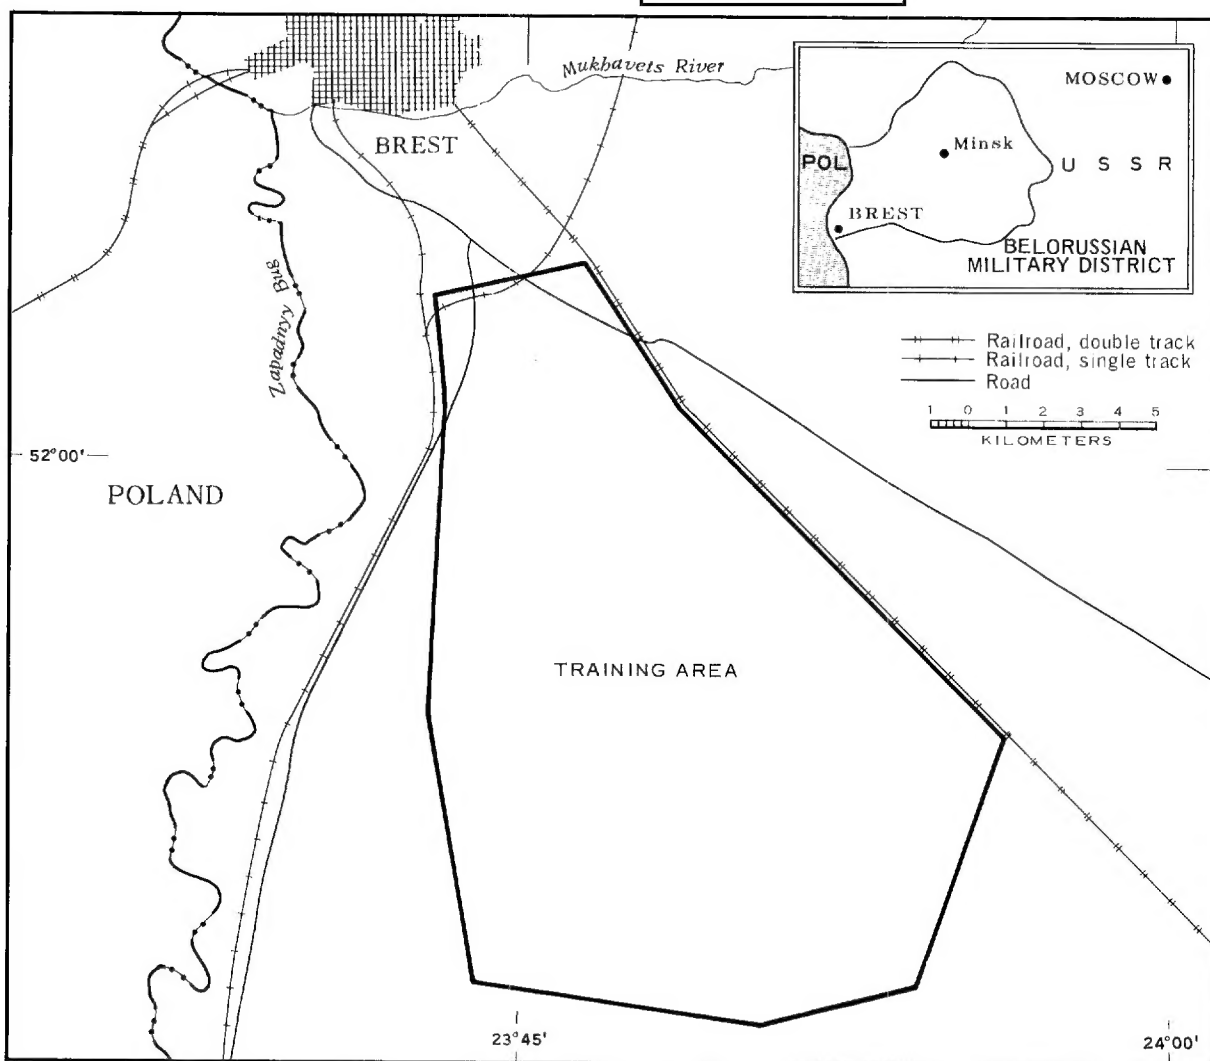 Mukhavets River
BREST
MOSCOW
Minsk
POL
U S S R
BREST
BELORUSSIAN
MILITARY DISTRICT
Zapadnyy Bug
Railroad, double track
Railroad, single track
Road
1 0 1 2 3 4 5
KILOMETERS
52°00'
POLAND
TRAINING AREA
23°45'
24°00'